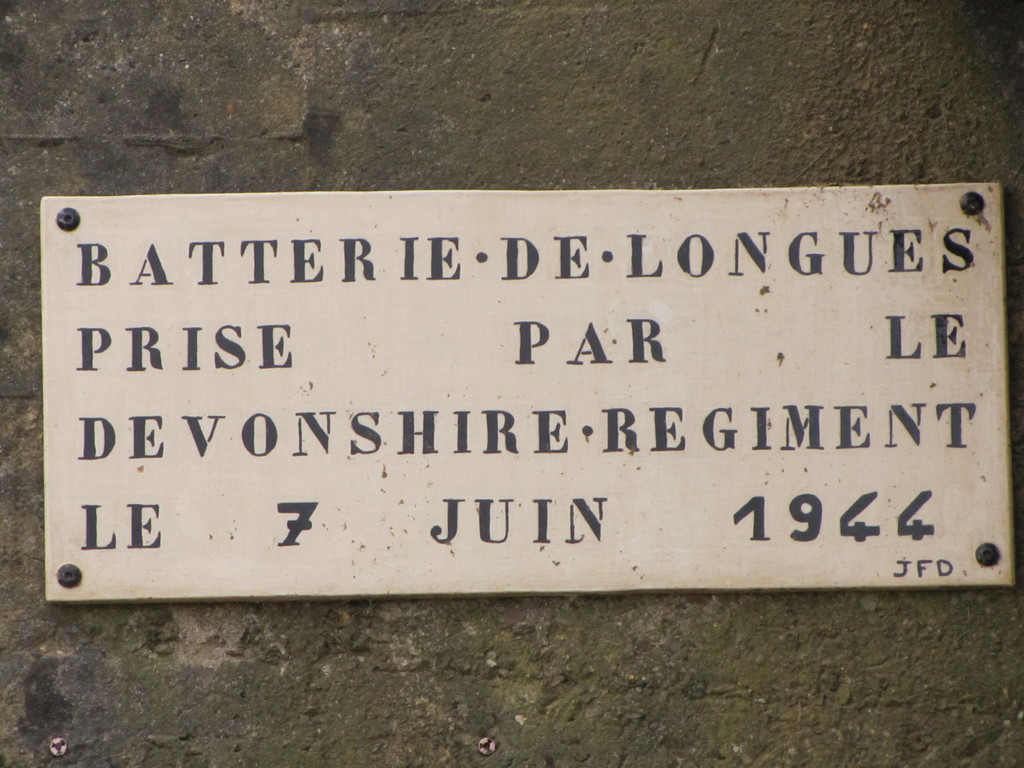 BATTERIE·DE·LONGUES
PRISE PAR LE
DEVONSHIRE·REGIMENT
LE 7 JUIN 1944
JFD